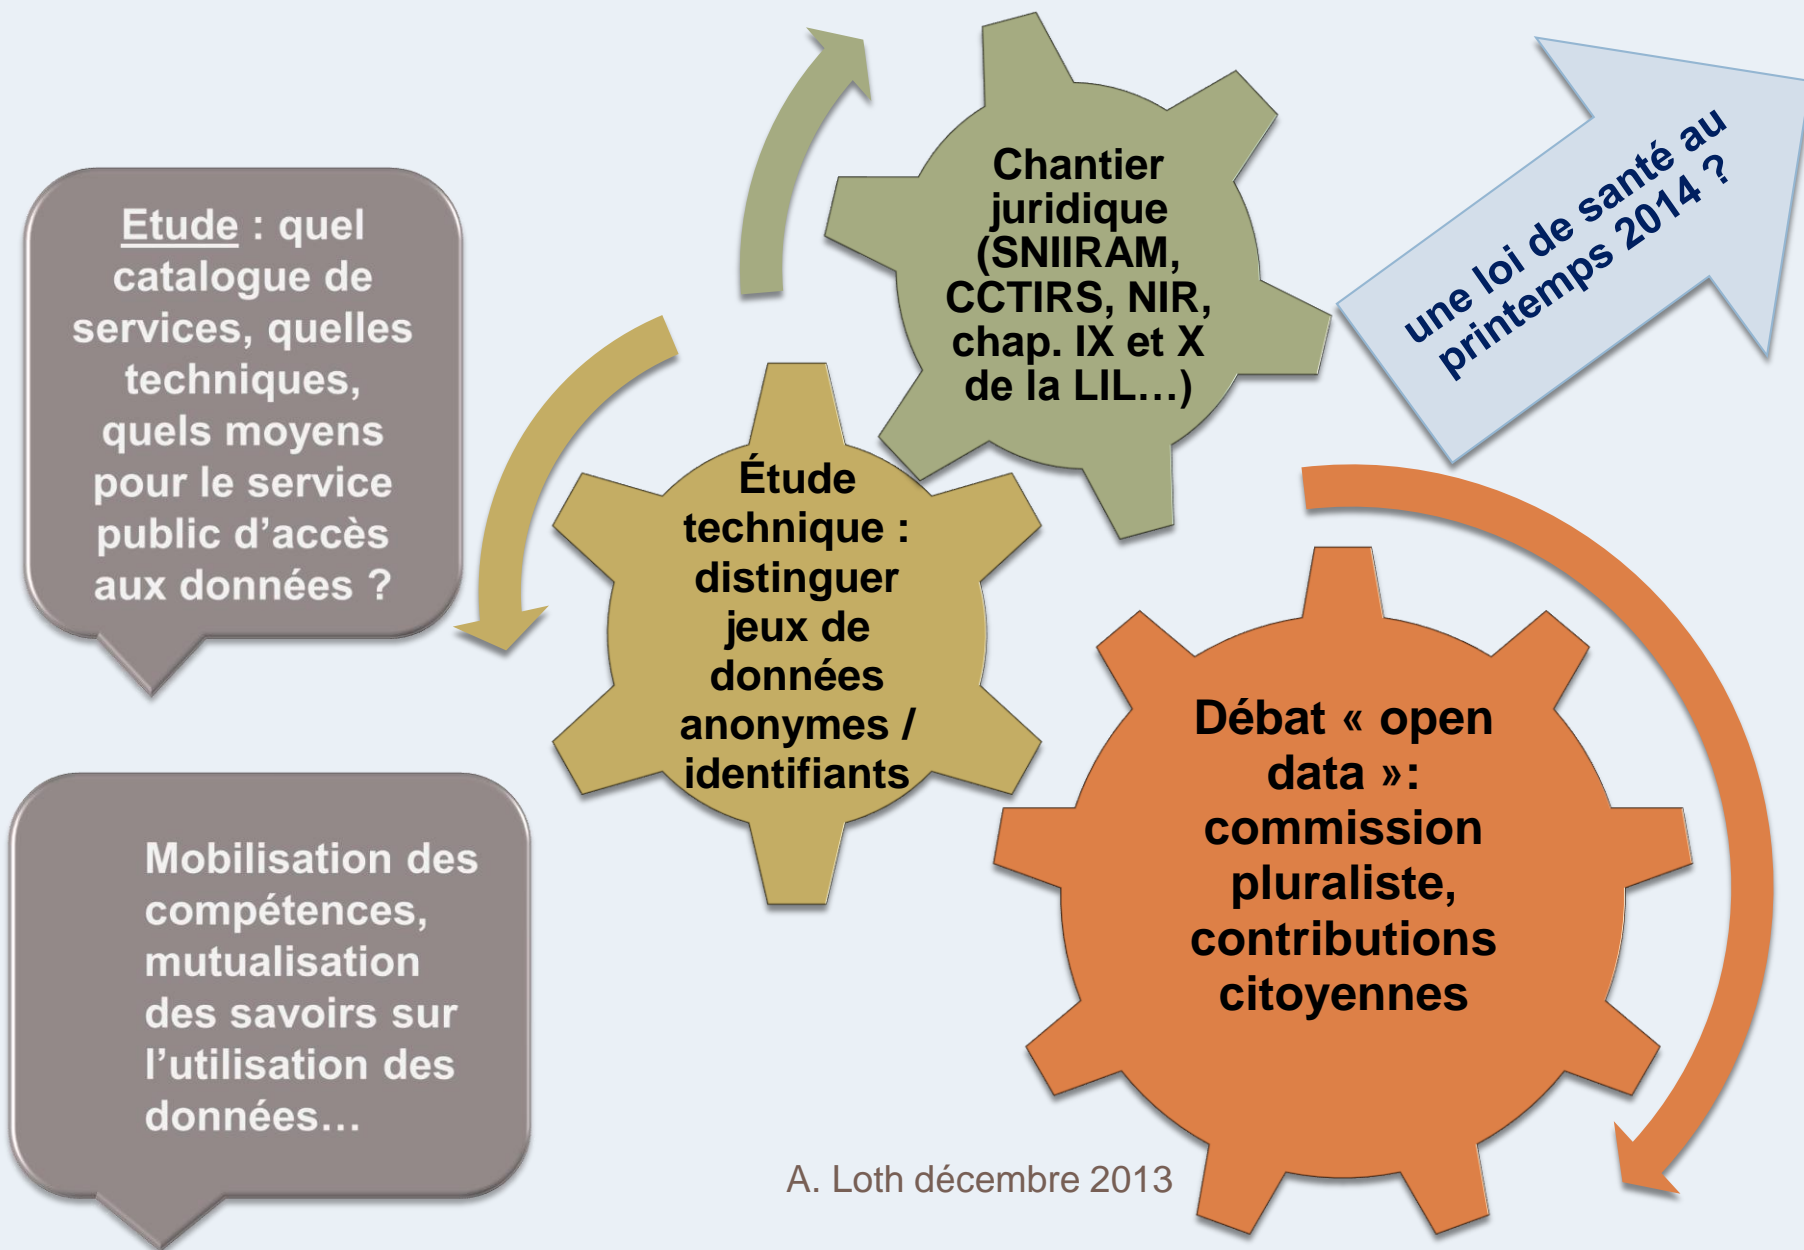 Etude : quel
catalogue de
services, quelles
techniques,
quels moyens
pour le service
public d’accès
aux données ?
Mobilisation des
compétences,
mutualisation
des savoirs sur
l’utilisation des
données…
Étude
technique :
distinguer
jeux de
données
anonymes /
identifiants
Chantier
juridique
(SNIIRAM,
CCTIRS, NIR,
chap. IX et X
de la LIL…)
une loi de santé au
printemps 2014 ?
Débat « open
data »:
commission
pluraliste,
contributions
citoyennes
A. Loth décembre 2013